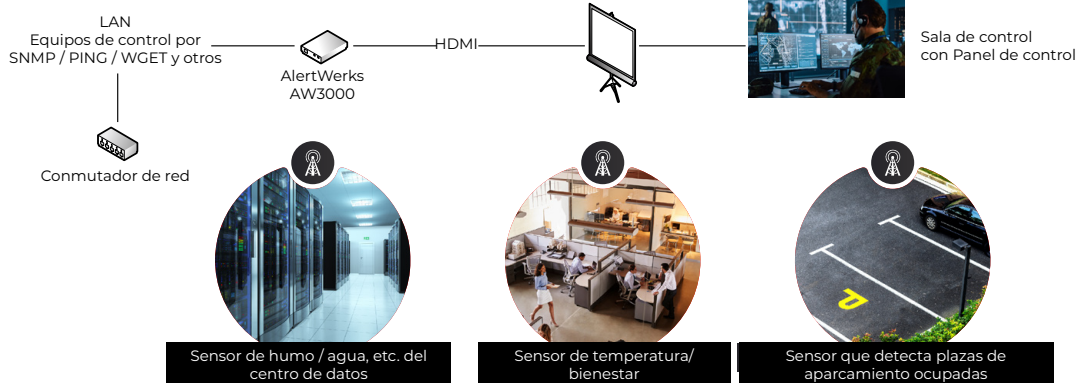 LAN
Equipos de control por
SNMP / PING / WGET y otros
AlertWerks
AW3000
HDMI
Sala de control
con Panel de control
Conmutador de red
Sensor de humo / agua, etc. del
centro de datos
Sensor de temperatura/
bienestar
Sensor que detecta plazas de
aparcamiento ocupadas